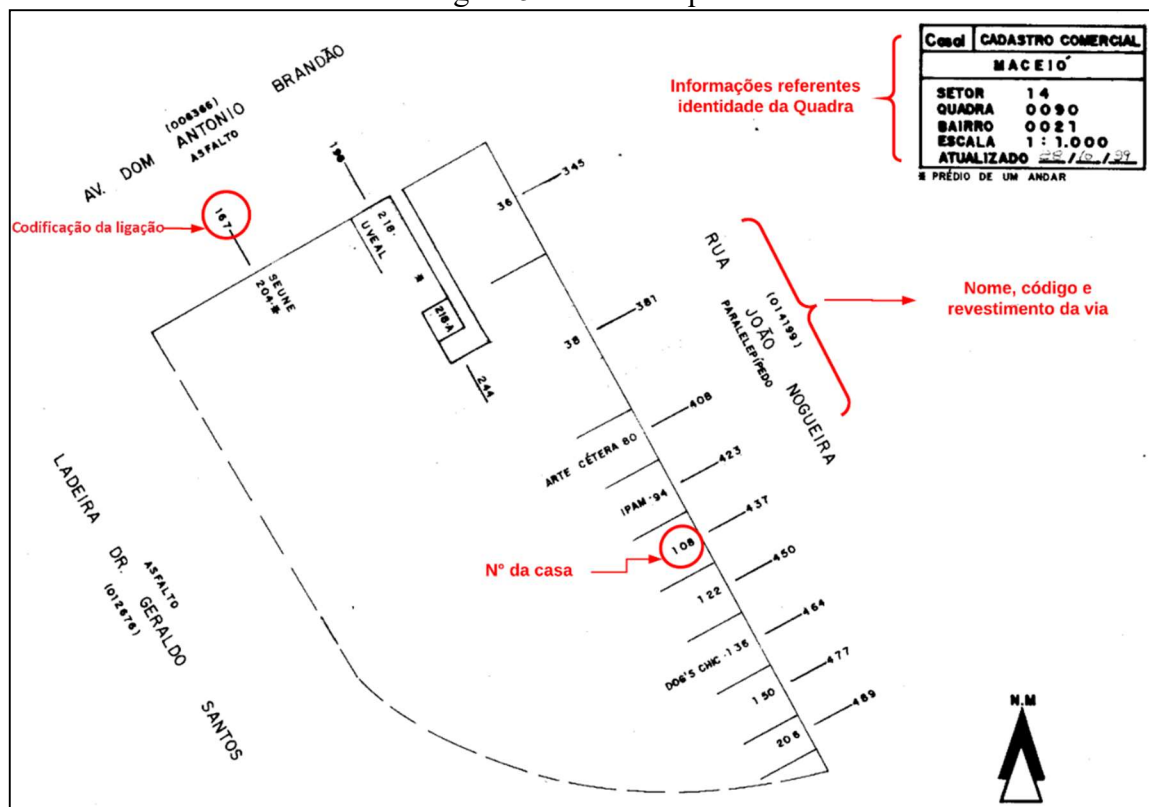 Casal CADASTRO COMERCIAL
MACEIÓ
SETOR 14
QUADRA 0090
BAIRRO 0021
ESCALA 1 : 1.000
ATUALIZADO /10/99
* PRÉDIO DE UM ANDAR
Informações referentes
identidade da Quadra
AV. DOM ANTONIO BRANDÃO
(006366)
ASFALTO
Codificação da ligação
167
SEUNE
204-*
196
218-
UVEAL
*
218-A
244
36
345
38
381
RUA JOÃO NOGUEIRA
(014199)
PARALELEPÍPEDO
Nome, código e
revestimento da via
ARTE CÉTERA 80
408
IPAM-94
423
Nº da casa
108
437
122
450
DOG'S CHIC-136
464
150
477
206
489
LADEIRA DR. GERALDO SANTOS
ASFALTO
(012676)
N.M